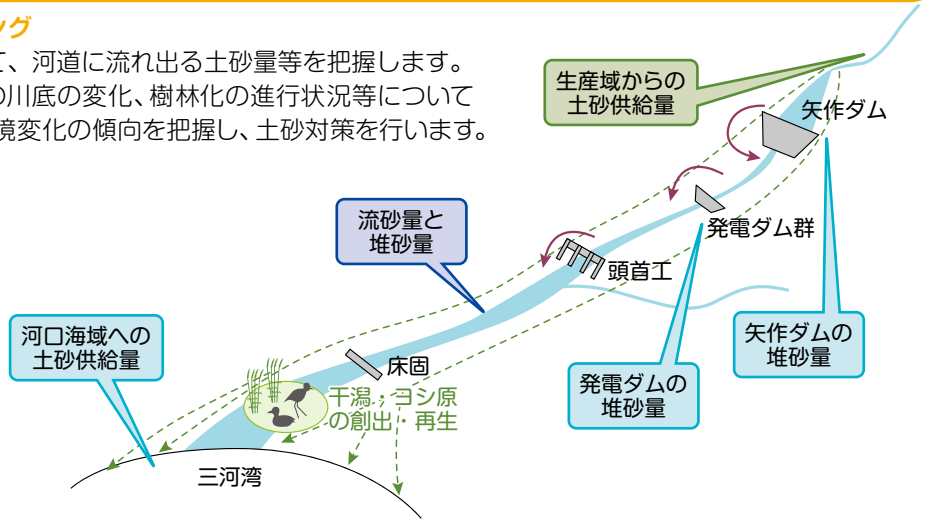 ング
て、河道に流れ出る土砂量等を把握します。
の川底の変化、樹林化の進行状況等について
境変化の傾向を把握し、土砂対策を行います。
生産域からの
土砂供給量
矢作ダム
流砂量と
堆砂量
発電ダム群
頭首工
河口海域への
土砂供給量
矢作ダムの
堆砂量
床固
発電ダムの
堆砂量
干潟、ヨシ原
の創出・再生
三河湾